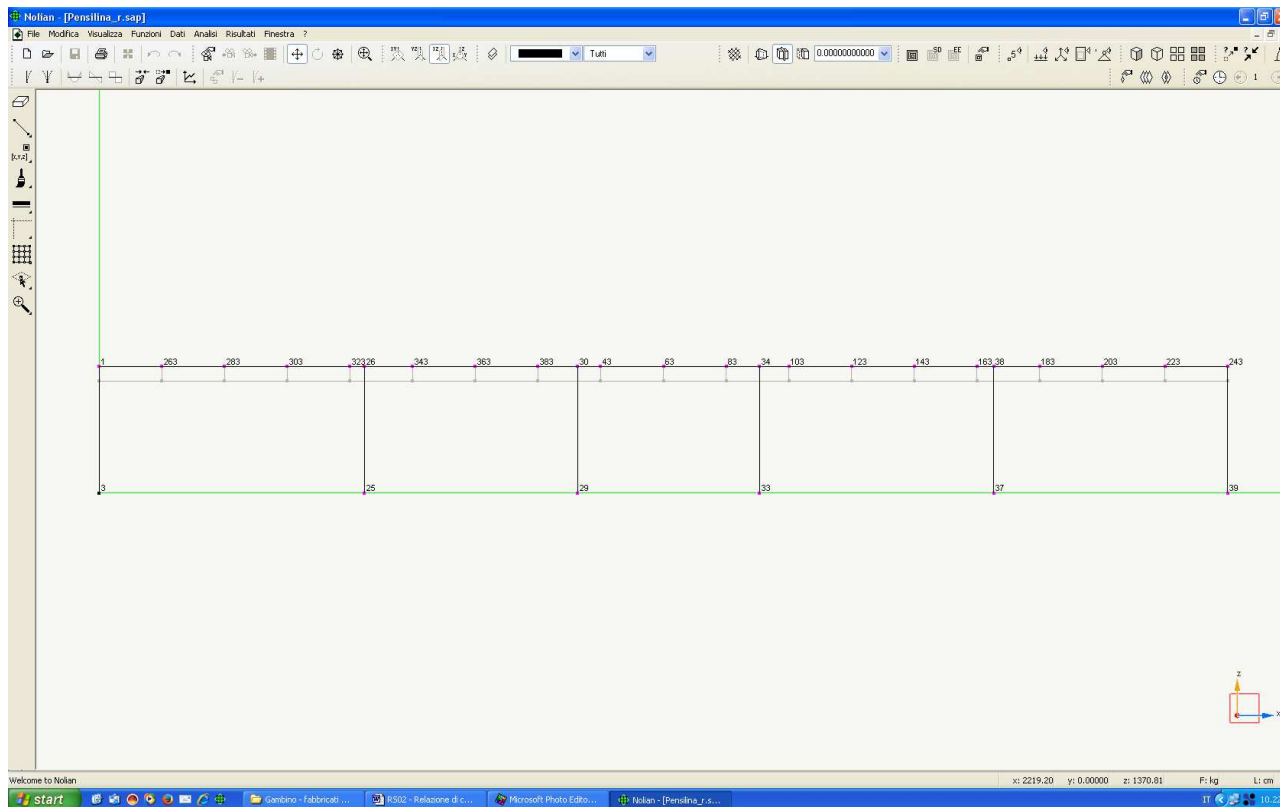 Nolian - [Pensilina_r.sap]
File Modifica Visualizza Funzioni Dati Analisi Risultati Finestra ?
Tutti
0.00000000000
SD
EE
1
[x,y,z]
1 263 283 303 323 26 343 363 383 30 43 63 83 34 103 123 143 163 38 183 203 223 243
3 25 29 33 37 39
z
x
Welcome to Nolian
x: 2219.20 y: 0.00000 z: 1370.81 F: kg L: cm
start
Gambino - fabbricati ...
RS02 - Relazione di c...
Microsoft Photo Edito...
Nolian - [Pensilina_r.s...
IT